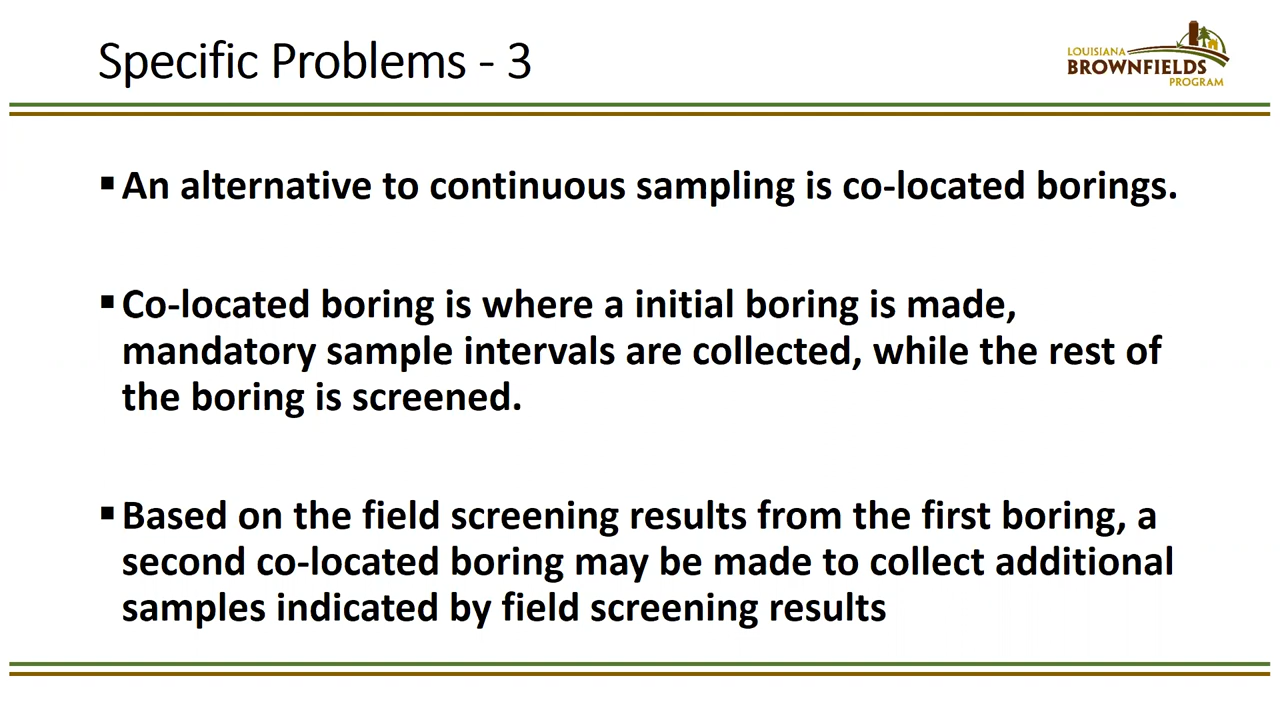 Specific Problems - 3
LOUISIANA
BROWNFIELDS
PROGRAM
▪An alternative to continuous sampling is co-located borings.
▪Co-located boring is where a initial boring is made,
mandatory sample intervals are collected, while the rest of
the boring is screened.
▪Based on the field screening results from the first boring, a
second co-located boring may be made to collect additional
samples indicated by field screening results